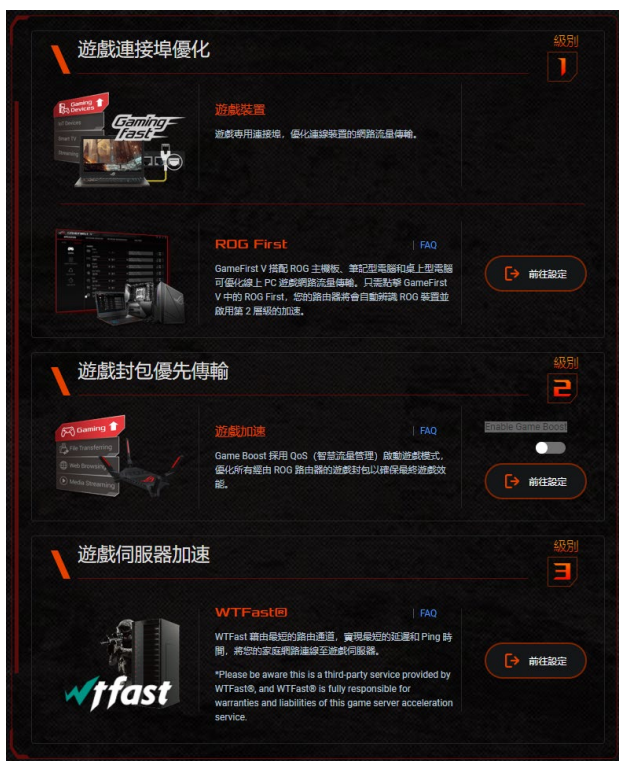 遊戲連接埠優化
級別
1
Gaming Devices
IoT Devices
Smart TV
Streaming
Gaming fast
遊戲裝置
遊戲專用連接埠，優化連線裝置的網路流量傳輸。
ROG First
FAQ
GameFirst V 搭配 ROG 主機板、筆記型電腦和桌上型電腦
可優化線上 PC 遊戲網路流量傳輸。只需點擊 GameFirst
V 中的 ROG First，您的路由器將會自動辨識 ROG 裝置並
啟用第 2 層級的加速。
前往設定
遊戲封包優先傳輸
級別
2
Gaming
File Transferring
Web Browsing
Media Streaming
遊戲加速
FAQ
Game Boost 採用 QoS（智慧流量管理）啟動遊戲模式，
優化所有經由 ROG 路由器的遊戲封包以確保最終遊戲效
能。
Enable Game Boost
前往設定
遊戲伺服器加速
級別
3
wtfast
WTFast®
FAQ
WTFast 藉由最短的路由通道，實現最短的延遲和 Ping 時
間，將您的家庭網路連線至遊戲伺服器。
*Please be aware this is a third-party service provided by
WTFast®, and WTFast® is fully responsible for
warranties and liabilities of this game server acceleration
service.
前往設定